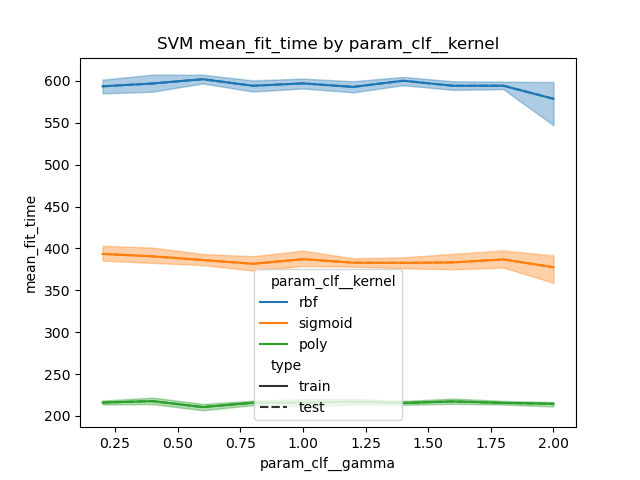 SVM mean_fit_time by param_clf__kernel
mean_fit_time
600
550
500
450
400
350
300
250
200
param_clf__kernel
rbf
sigmoid
poly
type
train
test
0.25 0.50 0.75 1.00 1.25 1.50 1.75 2.00
param_clf__gamma